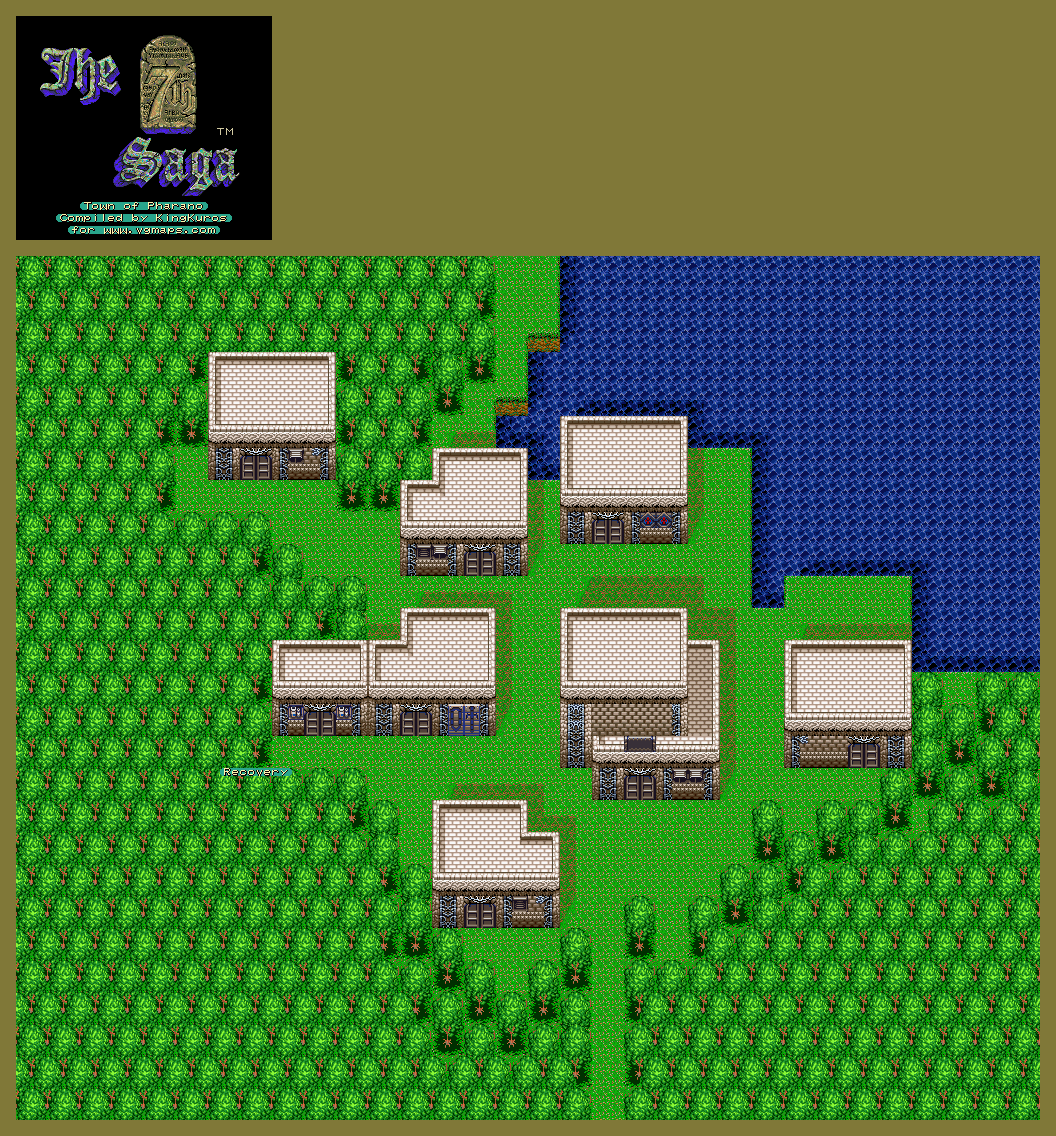 The 7th
TM
Saga
Town of Pharano
Compiled by KingKuros
for www.vgmaps.com
Recovery